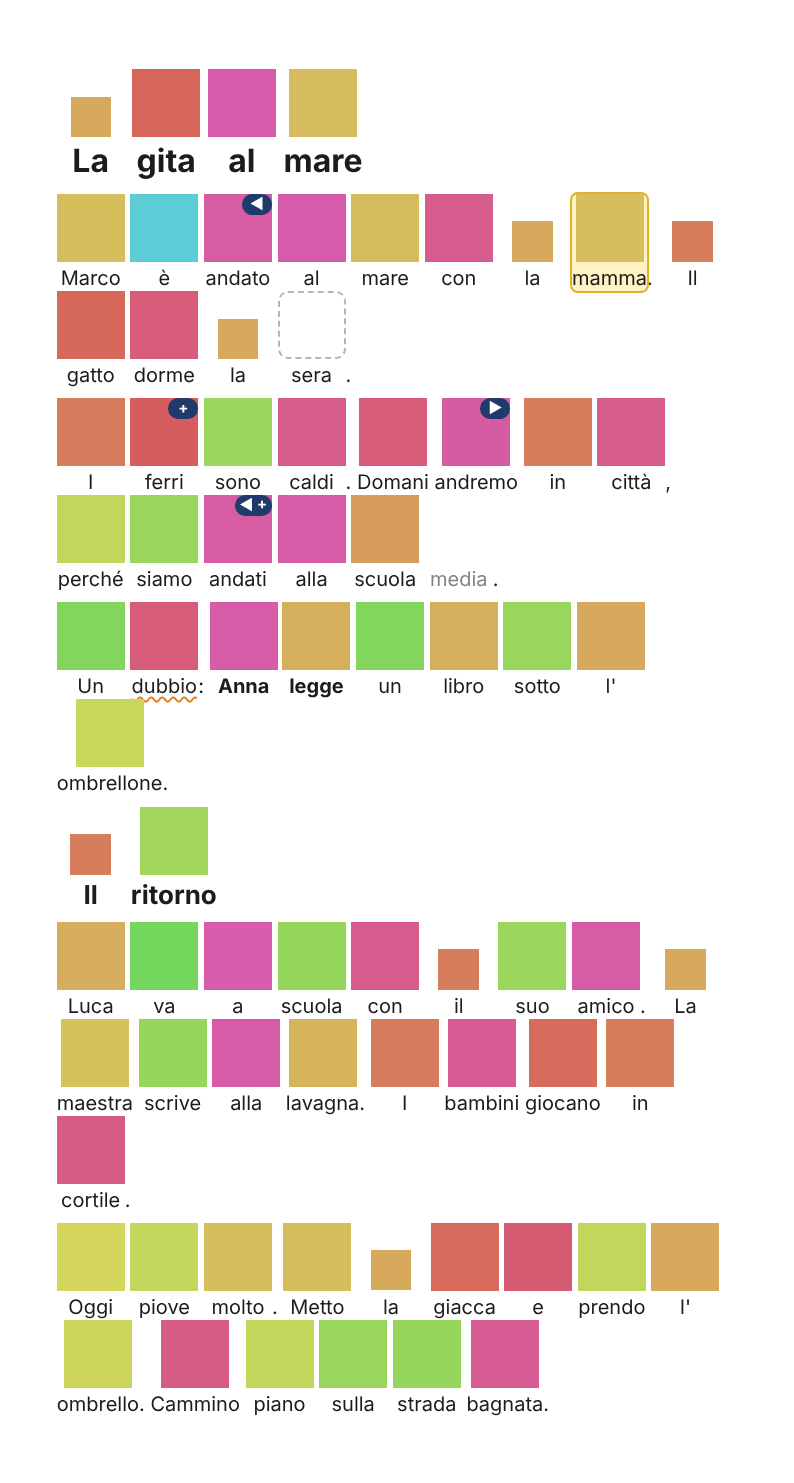 La gita al mare
Marco è andato al mare con la mamma. Il
gatto dorme la sera .
I ferri sono caldi . Domani andremo in città ,
perché siamo andati alla scuola media .
Un dubbio: Anna legge un libro sotto l'
ombrellone.
Il ritorno
Luca va a scuola con il suo amico . La
maestra scrive alla lavagna. I bambini giocano in
cortile .
Oggi piove molto . Metto la giacca e prendo l'
ombrello. Cammino piano sulla strada bagnata.